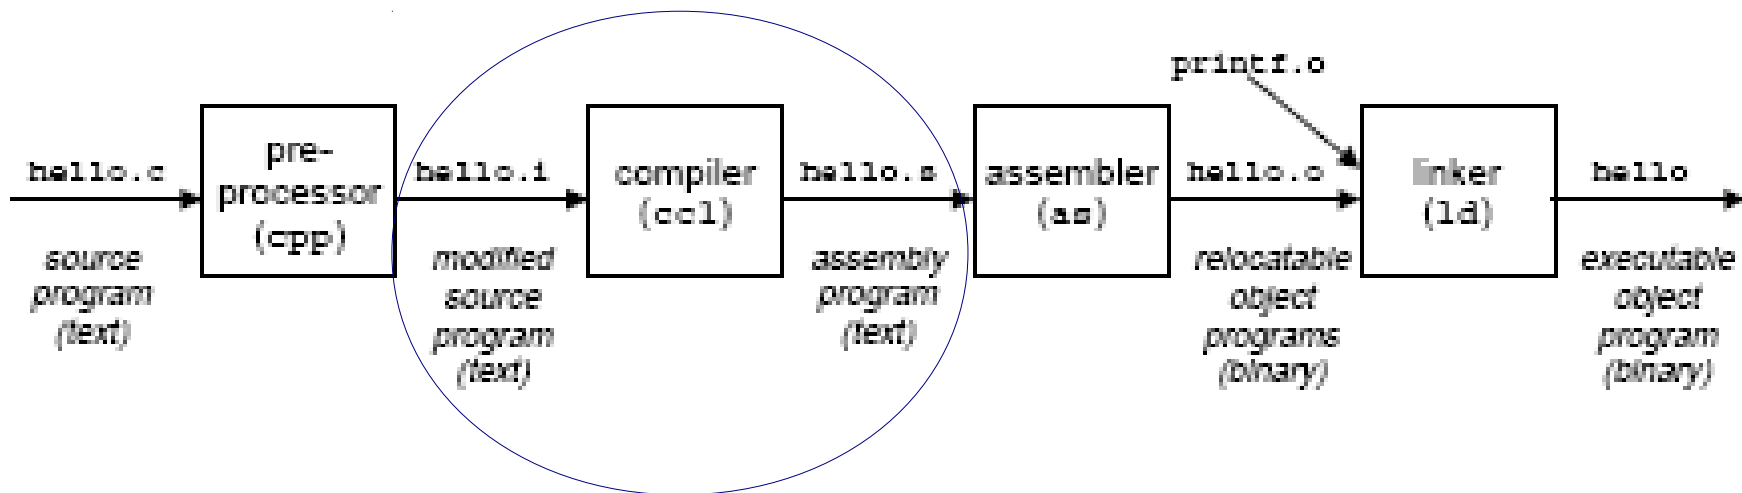 printf.o
hello.c
pre-
processor
(cpp)
hello.i
compiler
(cc1)
hello.s
assembler
(as)
hello.o
linker
(ld)
hello
source
program
(text)
modified
source
program
(text)
assembly
program
(text)
relocatable
object
programs
(binary)
executable
object
program
(binary)